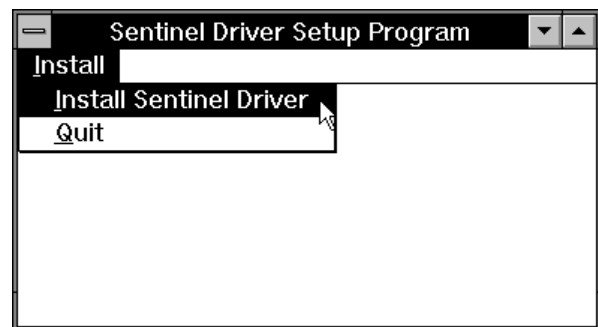 Sentinel Driver Setup Program
Install
Install Sentinel Driver
Quit